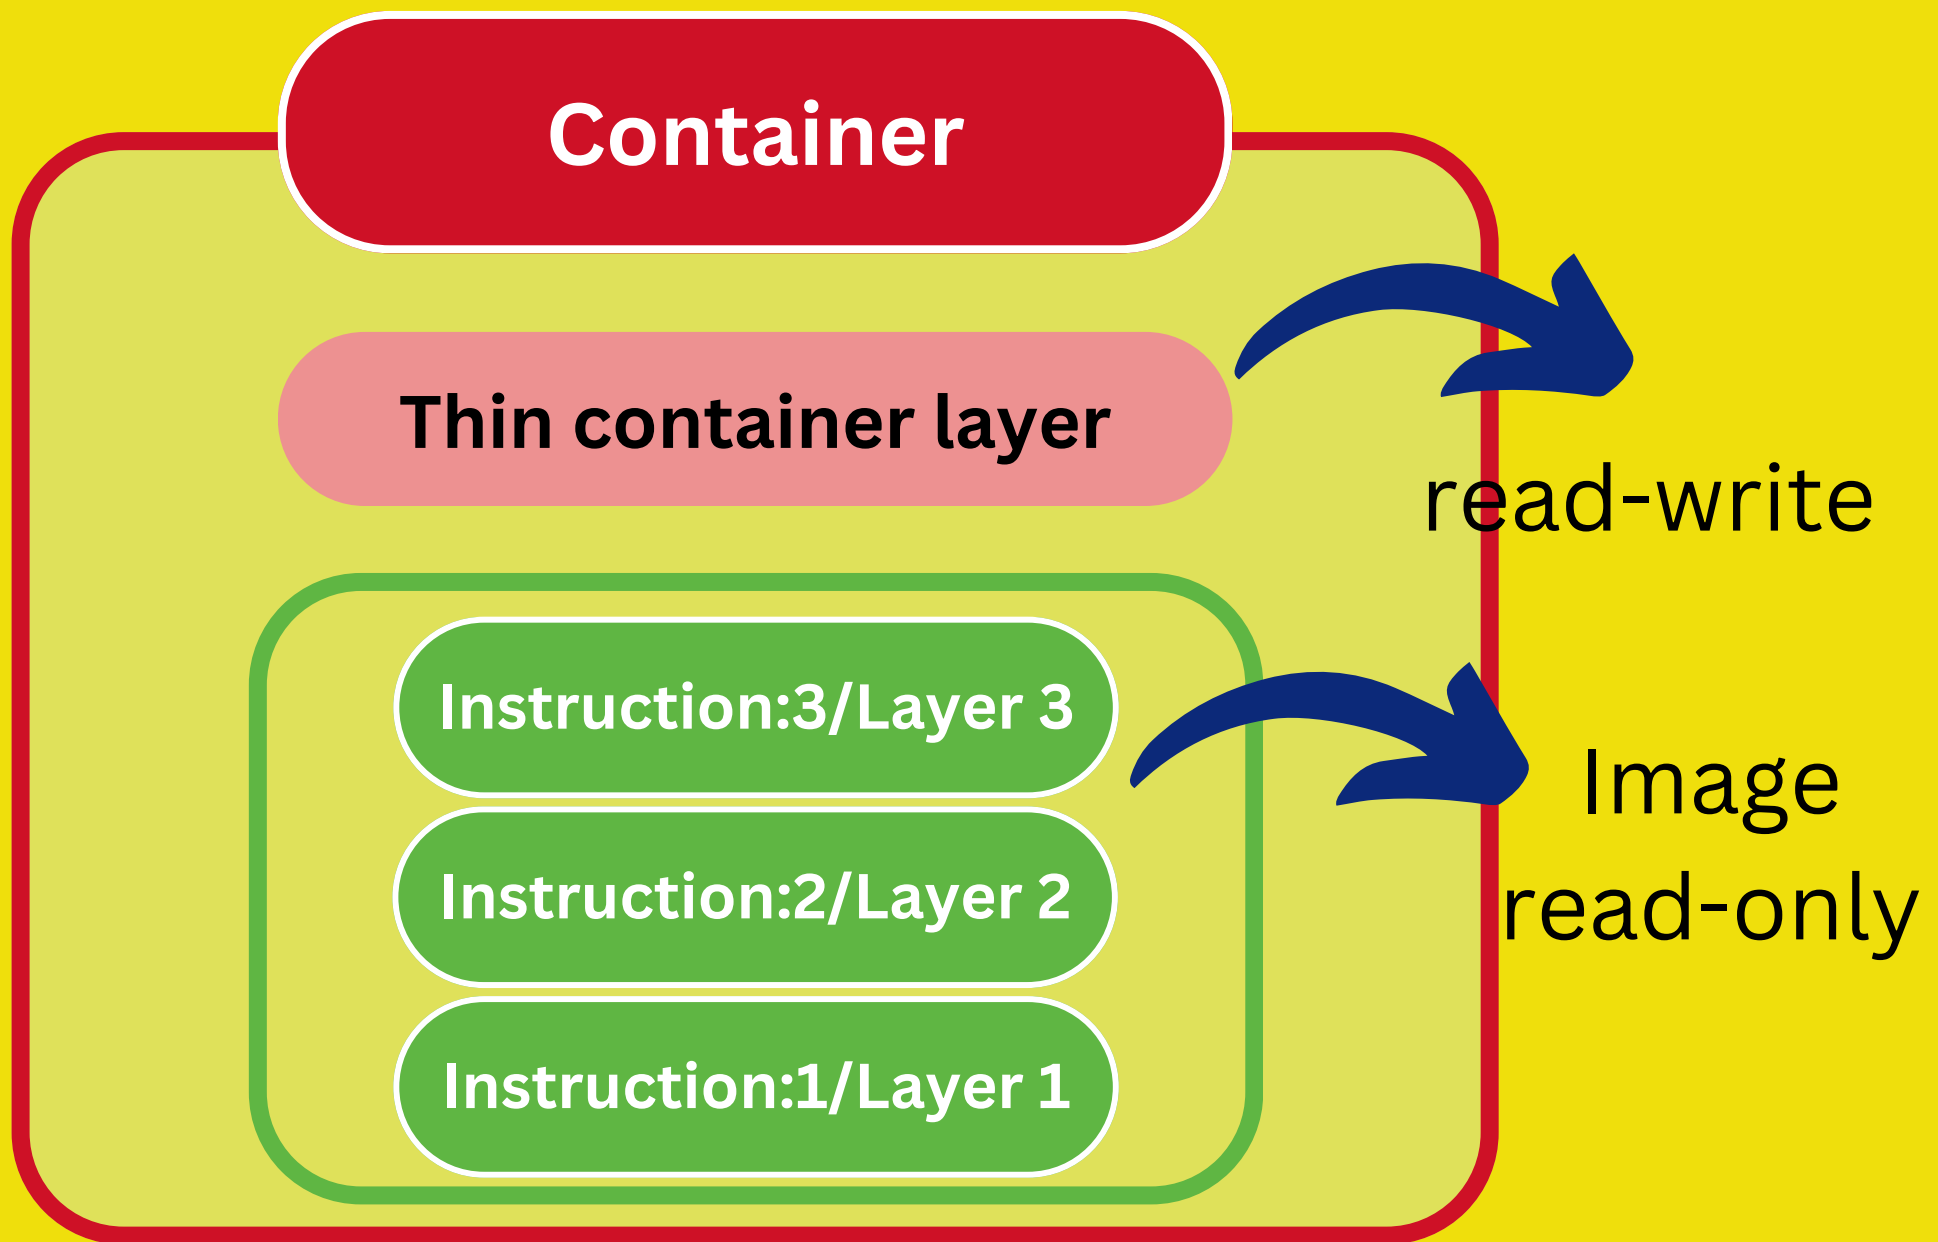 Container
Thin container layer
read-write
Instruction:3/Layer 3
Image
read-only
Instruction:2/Layer 2
Instruction:1/Layer 1